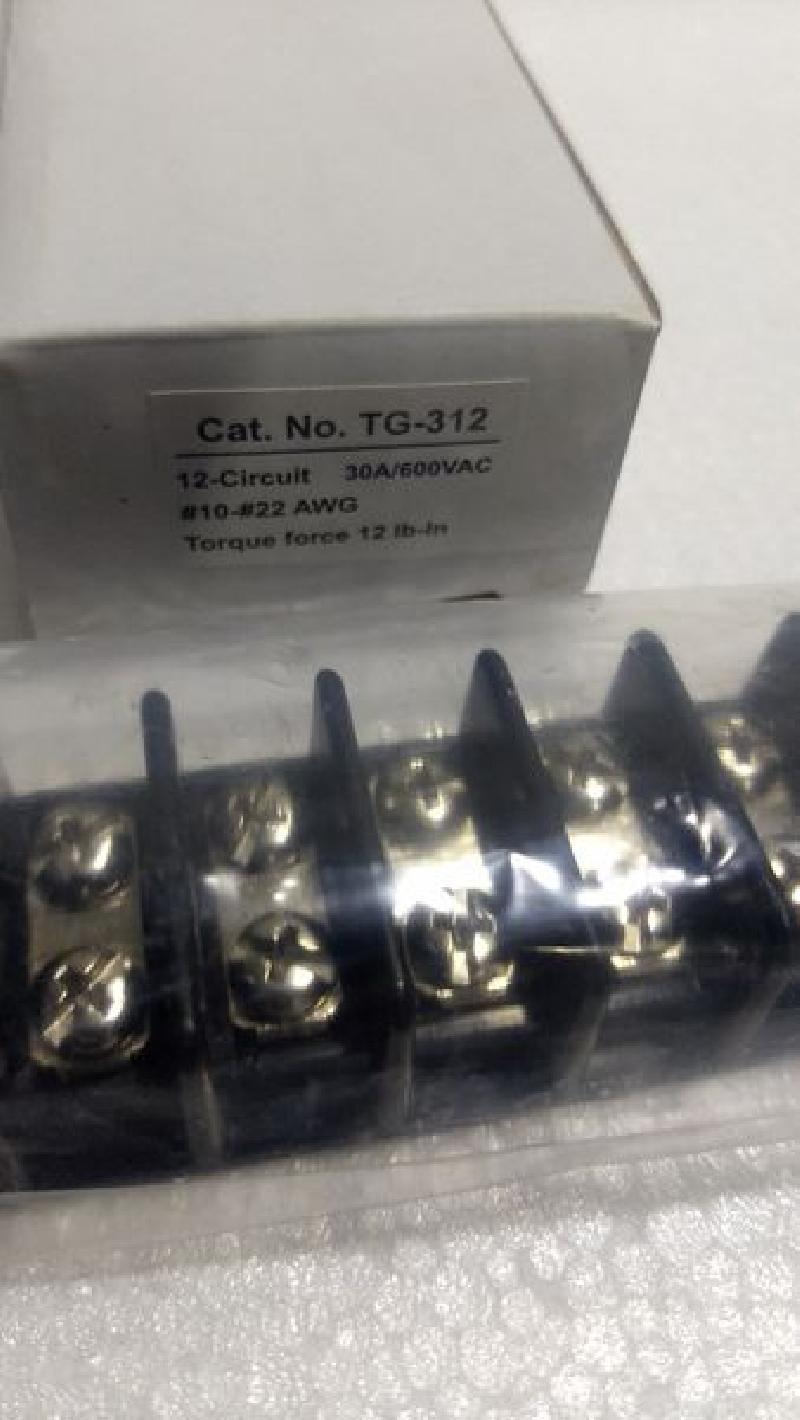 Cat. No. TG-312
12-Circuit 30A/600VAC
#10-#22 AWG
Torque force 12 lb-in